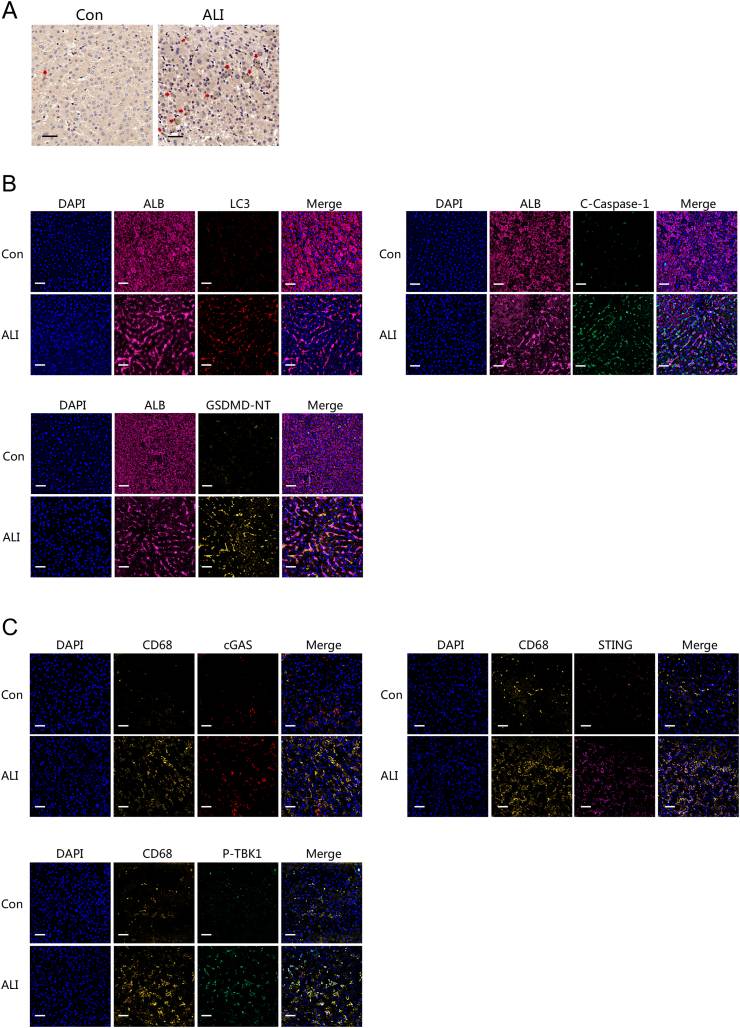 A
Con ALI
B
DAPI ALB LC3 Merge
Con
ALI
DAPI ALB C-Caspase-1 Merge
Con
ALI
DAPI ALB GSDMD-NT Merge
Con
ALI
C
DAPI CD68 cGAS Merge
Con
ALI
DAPI CD68 STING Merge
Con
ALI
DAPI CD68 P-TBK1 Merge
Con
ALI